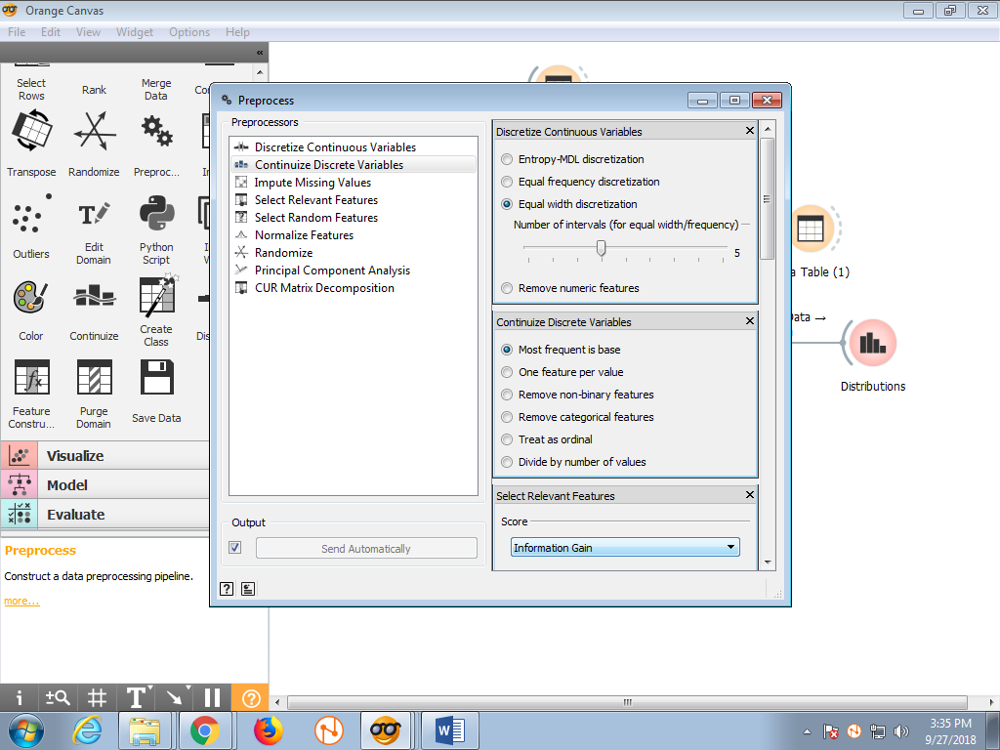 Orange Canvas
File Edit View Widget Options Help
«
Select Rows
Rank
Merge Data
Transpose
Randomize
Preproc...
Outliers
Edit Domain
Python Script
Color
Continuize
Create Class
Feature Constru...
Purge Domain
Save Data
Visualize
Model
Evaluate
Preprocess
Construct a data preprocessing pipeline.
more...
Preprocess
Preprocessors
Discretize Continuous Variables
Continuize Discrete Variables
Impute Missing Values
Select Relevant Features
Select Random Features
Normalize Features
Randomize
Principal Component Analysis
CUR Matrix Decomposition
Output
Send Automatically
Discretize Continuous Variables
Entropy-MDL discretization
Equal frequency discretization
Equal width discretization
Number of intervals (for equal width/frequency)
5
Remove numeric features
Continuize Discrete Variables
Most frequent is base
One feature per value
Remove non-binary features
Remove categorical features
Treat as ordinal
Divide by number of values
Select Relevant Features
Score
Information Gain
a Table (1)
Data →
Distributions
3:35 PM
9/27/2018